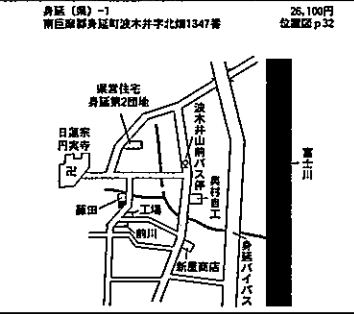 身延（県）-1
26,100円
南巨摩郡身延町波木井字北畑1347番
位置図p32
県営住宅
身延第2団地
日蓮宗
円実寺
卍
波木井山前バス停
奥村自工
富士川
藤田
工場
前川
新屋商店
身延バイパス